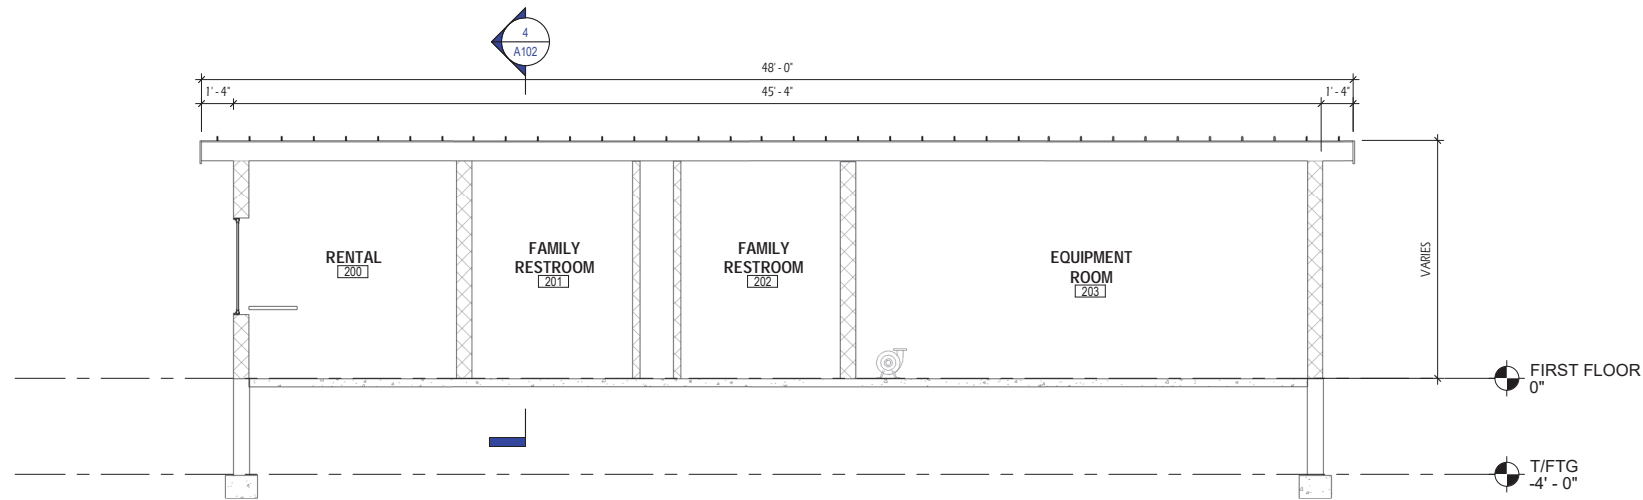 4
A102
48' - 0"
1' - 4"
45' - 4"
1' - 4"
RENTAL
200
FAMILY
RESTROOM
201
FAMILY
RESTROOM
202
EQUIPMENT
ROOM
203
VARIES
FIRST FLOOR
0"
T/FTG
-4' - 0"